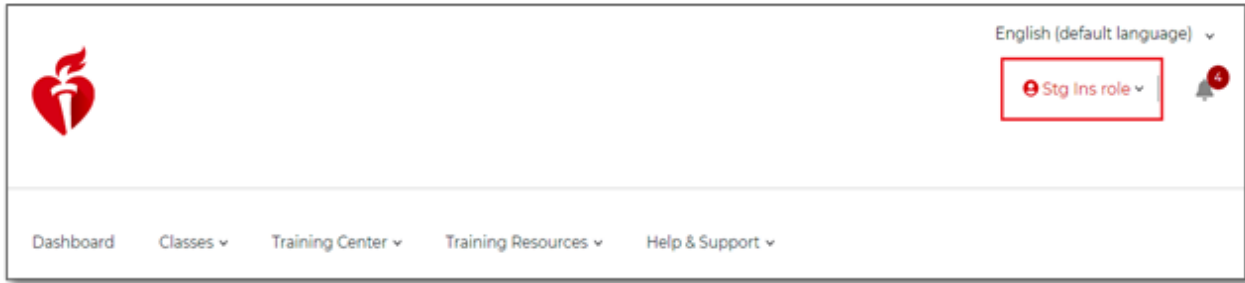 English (default language)
Stg Ins role
4
Dashboard Classes Training Center Training Resources Help & Support